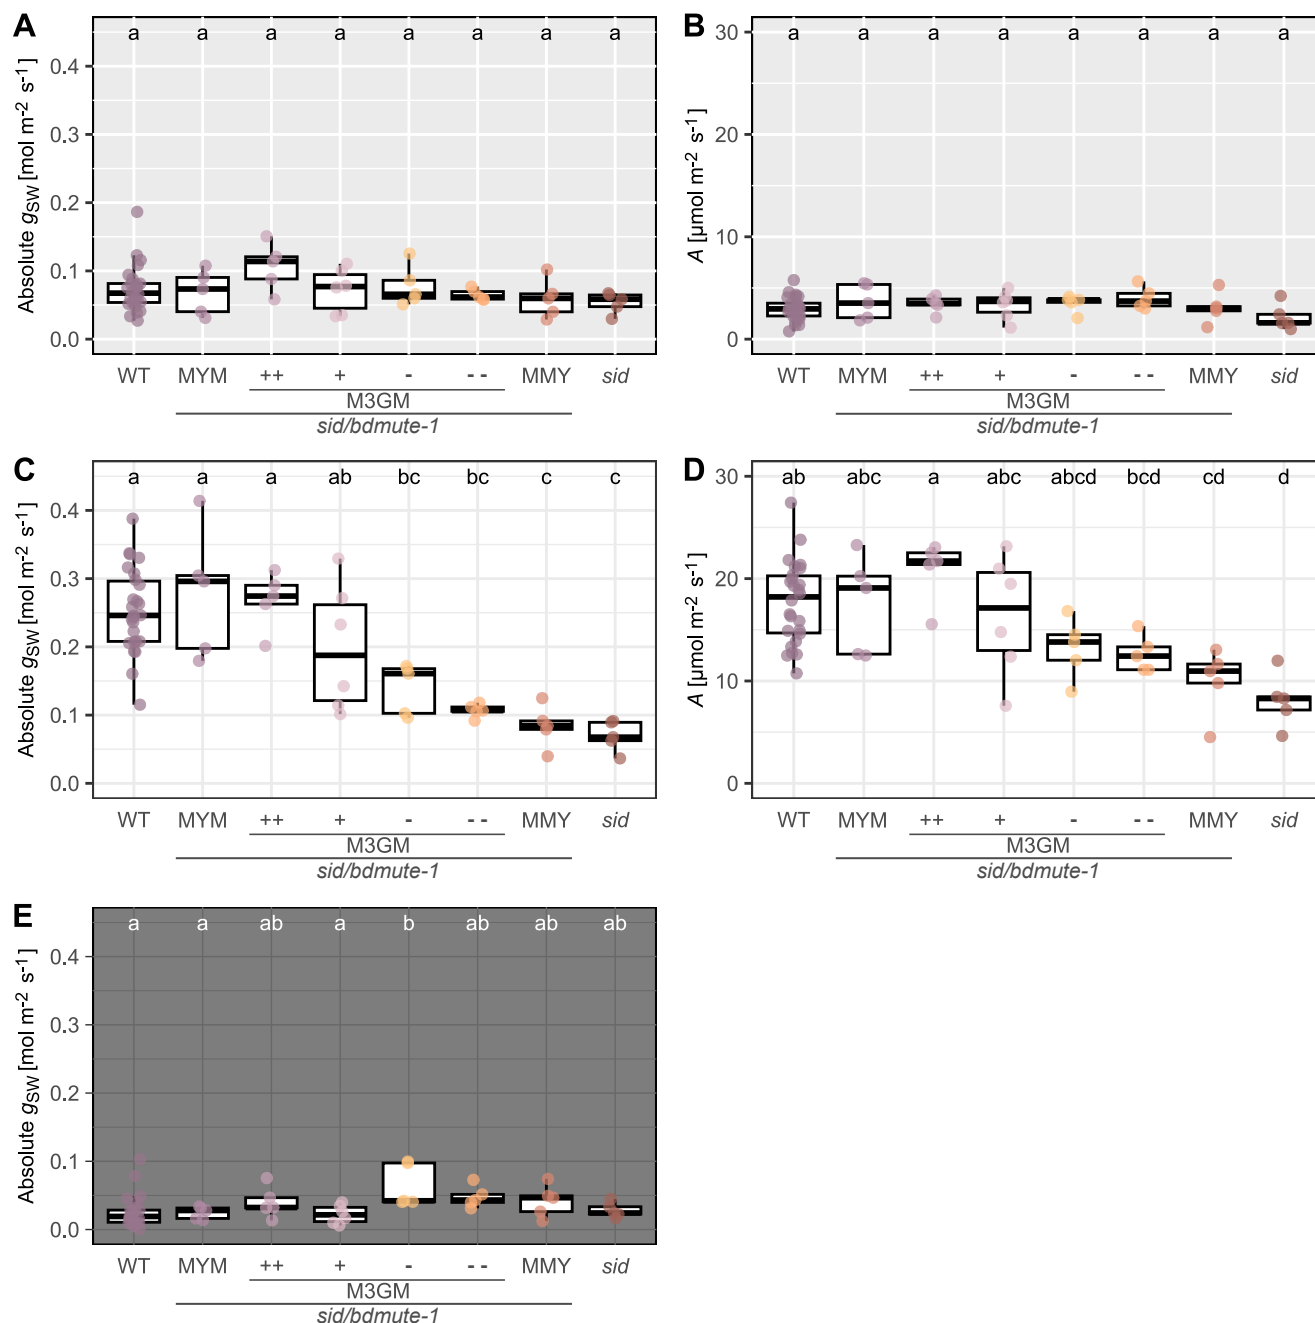 A
a a a a a a a a
Absolute gSW [mol m-2 s-1]
0.4
0.3
0.2
0.1
0.0
WT MYM ++ + - - - MMY sid
M3GM
sid/bdmute-1
B
a a a a a a a a
A [µmol m-2 s-1]
30
20
10
0
WT MYM ++ + - - - MMY sid
M3GM
sid/bdmute-1
C
a a a ab bc bc c c
Absolute gSW [mol m-2 s-1]
0.4
0.3
0.2
0.1
0.0
WT MYM ++ + - - - MMY sid
M3GM
sid/bdmute-1
D
ab abc a abc abcd bcd cd d
A [µmol m-2 s-1]
30
20
10
0
WT MYM ++ + - - - MMY sid
M3GM
sid/bdmute-1
E
a a ab a b ab ab ab
Absolute gSW [mol m-2 s-1]
0.4
0.3
0.2
0.1
0.0
WT MYM ++ + - - - MMY sid
M3GM
sid/bdmute-1